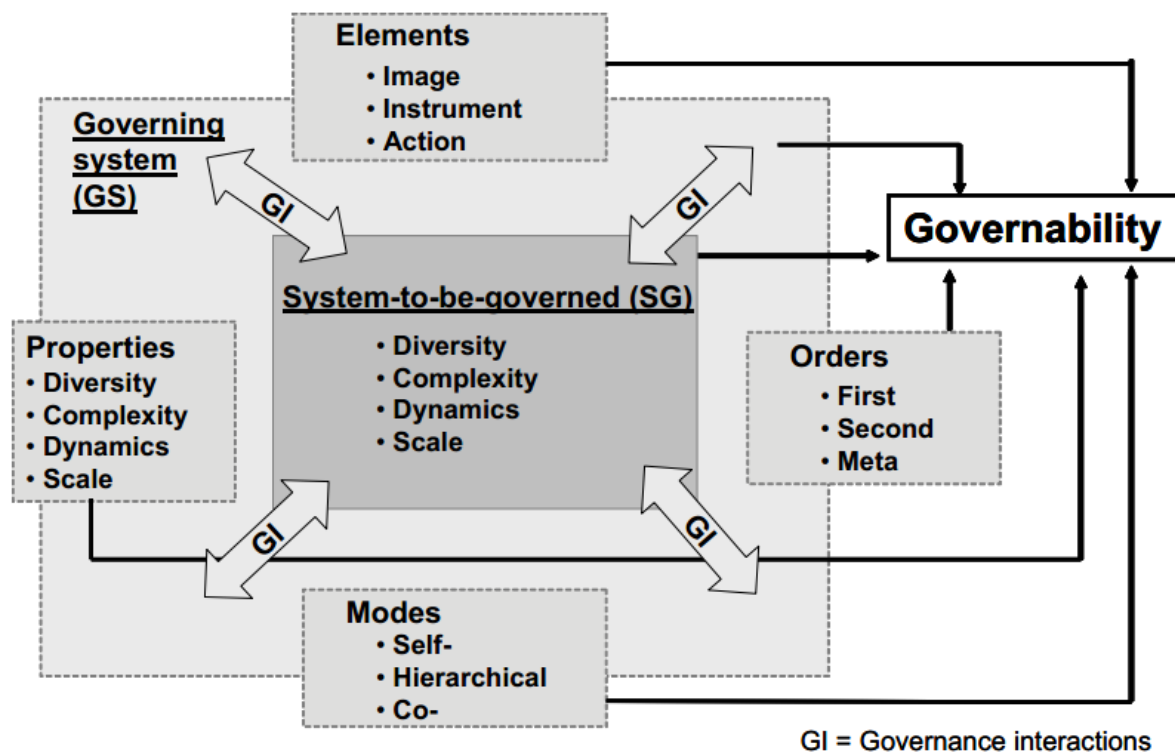 Elements
• Image
• Instrument
• Action
Governing
system
(GS)
GI
GI
Governability
System-to-be-governed (SG)
• Diversity
• Complexity
• Dynamics
• Scale
Properties
• Diversity
• Complexity
• Dynamics
• Scale
Orders
• First
• Second
• Meta
GI
GI
Modes
• Self-
• Hierarchical
• Co-
GI = Governance interactions